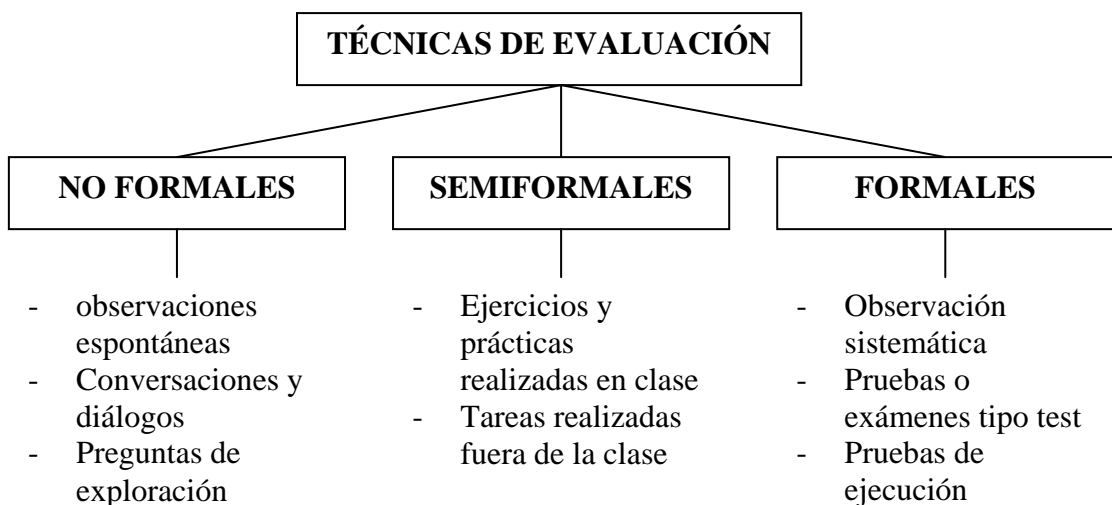 TÉCNICAS DE EVALUACIÓN
NO FORMALES
SEMIFORMALES
FORMALES
- observaciones
espontáneas
- Conversaciones y
diálogos
- Preguntas de
exploración
- Ejercicios y
prácticas
realizadas en clase
- Tareas realizadas
fuera de la clase
- Observación
sistemática
- Pruebas o
exámenes tipo test
- Pruebas de
ejecución